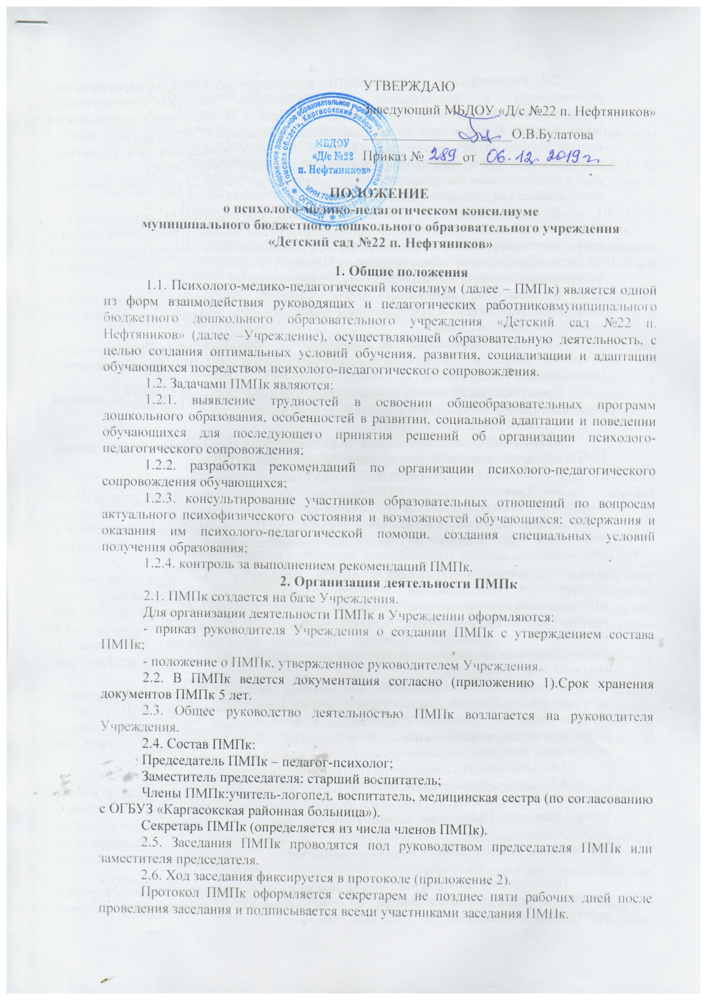 УТВЕРЖДАЮ
Заведующий МБДОУ «Д/с №22 п. Нефтяников»
О.В.Булатова
Приказ № 289 от 06.12.2019 г.
Муниципальное бюджетное дошкольное образовательное учреждение
Томская область, Каргасокский район, п. Нефтяников
МБДОУ
«Д/с №22
п. Нефтяников»
ИНН
ОГРН
ПОЛОЖЕНИЕ
о психолого-медико-педагогическом консилиуме
муниципального бюджетного дошкольного образовательного учреждения
«Детский сад №22 п. Нефтяников»
1. Общие положения
1.1. Психолого-медико-педагогический консилиум (далее – ПМПк) является одной
из форм взаимодействия руководящих и педагогических работниковмуниципального
бюджетного дошкольного образовательного учреждения «Детский сад №22 п.
Нефтяников» (далее –Учреждение), осуществляющей образовательную деятельность, с
целью создания оптимальных условий обучения, развития, социализации и адаптации
обучающихся посредством психолого-педагогического сопровождения.
1.2. Задачами ПМПк являются:
1.2.1. выявление трудностей в освоении общеобразовательных программ
дошкольного образования, особенностей в развитии, социальной адаптации и поведении
обучающихся для последующего принятия решений об организации психолого-
педагогического сопровождения;
1.2.2. разработка рекомендаций по организации психолого-педагогического
сопровождения обучающихся;
1.2.3. консультирование участников образовательных отношений по вопросам
актуального психофизического состояния и возможностей обучающихся; содержания и
оказания им психолого-педагогической помощи, создания специальных условий
получения образования;
1.2.4. контроль за выполнением рекомендаций ПМПк.
2. Организация деятельности ПМПк
2.1. ПМПк создается на базе Учреждения.
Для организации деятельности ПМПк в Учреждении оформляются:
- приказ руководителя Учреждения о создании ПМПк с утверждением состава
ПМПк;
- положение о ПМПк, утвержденное руководителем Учреждения.
2.2. В ПМПк ведется документация согласно (приложению 1).Срок хранения
документов ПМПк 5 лет.
2.3. Общее руководство деятельностью ПМПк возлагается на руководителя
Учреждения.
2.4. Состав ПМПк:
Председатель ПМПк – педагог-психолог;
Заместитель председателя: старший воспитатель;
Члены ПМПк:учитель-логопед, воспитатель, медицинская сестра (по согласованию
с ОГБУЗ «Каргасокская районная больница»).
Секретарь ПМПк (определяется из числа членов ПМПк).
2.5. Заседания ПМПк проводятся под руководством председателя ПМПк или
заместителя председателя.
2.6. Ход заседания фиксируется в протоколе (приложение 2).
Протокол ПМПк оформляется секретарем не позднее пяти рабочих дней после
проведения заседания и подписывается всеми участниками заседания ПМПк.